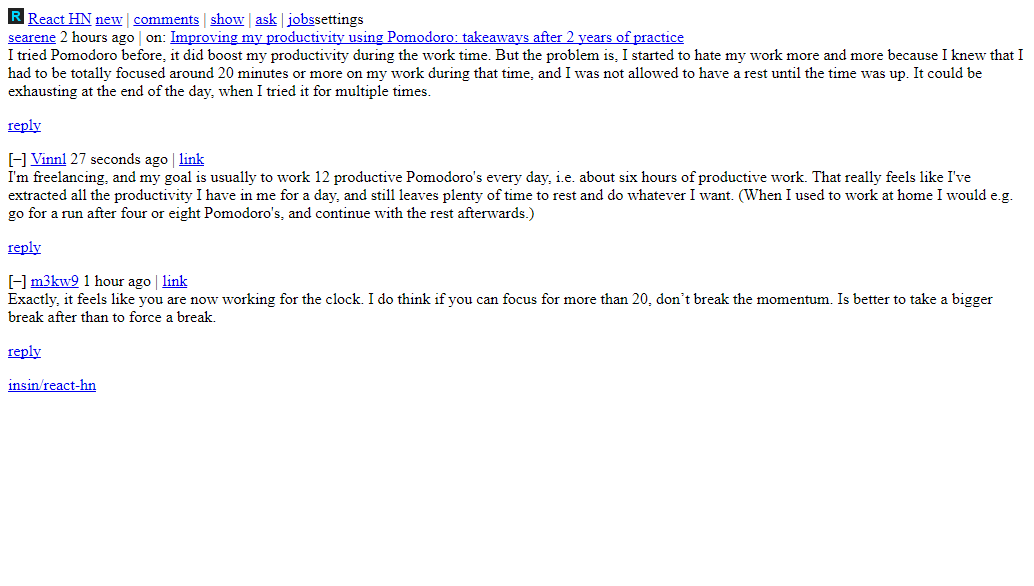 R React HN new | comments | show | ask | jobssettings
searene 2 hours ago | on: Improving my productivity using Pomodoro: takeaways after 2 years of practice
I tried Pomodoro before, it did boost my productivity during the work time. But the problem is, I started to hate my work more and more because I knew that I
had to be totally focused around 20 minutes or more on my work during that time, and I was not allowed to have a rest until the time was up. It could be
exhausting at the end of the day, when I tried it for multiple times.
reply
[–] Vinnl 27 seconds ago | link
I'm freelancing, and my goal is usually to work 12 productive Pomodoro's every day, i.e. about six hours of productive work. That really feels like I've
extracted all the productivity I have in me for a day, and still leaves plenty of time to rest and do whatever I want. (When I used to work at home I would e.g.
go for a run after four or eight Pomodoro's, and continue with the rest afterwards.)
reply
[–] m3kw9 1 hour ago | link
Exactly, it feels like you are now working for the clock. I do think if you can focus for more than 20, don’t break the momentum. Is better to take a bigger
break after than to force a break.
reply
insin/react-hn